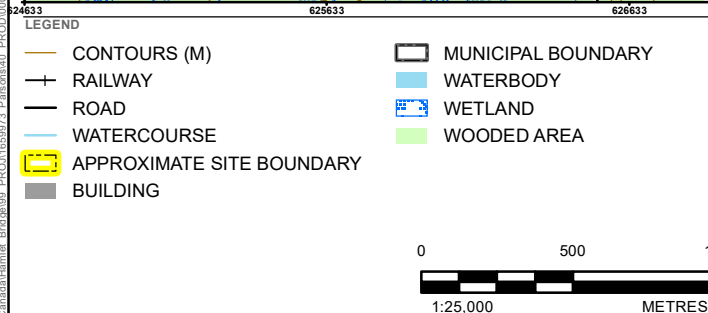 624633 625633 626633
LEGEND
CONTOURS (M)
RAILWAY
ROAD
WATERCOURSE
APPROXIMATE SITE BOUNDARY
BUILDING
MUNICIPAL BOUNDARY
WATERBODY
WETLAND
WOODED AREA
0 500
1:25,000 METRES